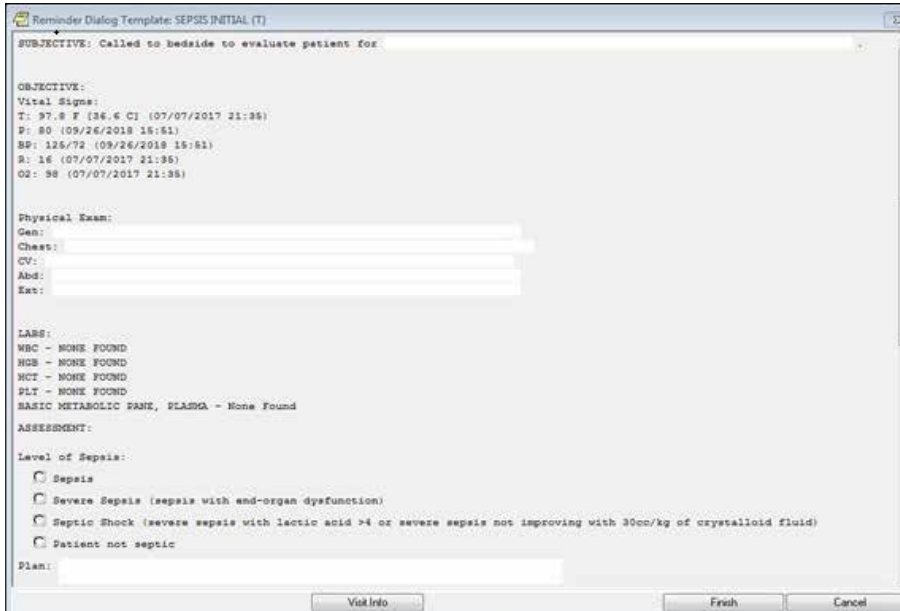 Reminder Dialog Template: SEPSIS INITIAL (T)
SUBJECTIVE: Called to bedside to evaluate patient for .
OBJECTIVE:
Vital Signs:
T: 97.8 F [36.6 C] (07/07/2017 21:35)
P: 80 (09/26/2018 15:51)
BP: 125/72 (09/26/2018 15:51)
R: 16 (07/07/2017 21:35)
O2: 98 (07/07/2017 21:35)
Physical Exam:
Gen:
Chest:
CV:
Abd:
Ext:
LABS:
WBC - NONE FOUND
HGB - NONE FOUND
HCT - NONE FOUND
PLT - NONE FOUND
BASIC METABOLIC PANE, PLASMA - None Found
ASSESSMENT:
Level of Sepsis:
Sepsis
Severe Sepsis (sepsis with end-organ dysfunction)
Septic Shock (severe sepsis with lactic acid >4 or severe sepsis not improving with 30cc/kg of crystalloid fluid)
Patient not septic
Plan:
Visit Info Finish Cancel